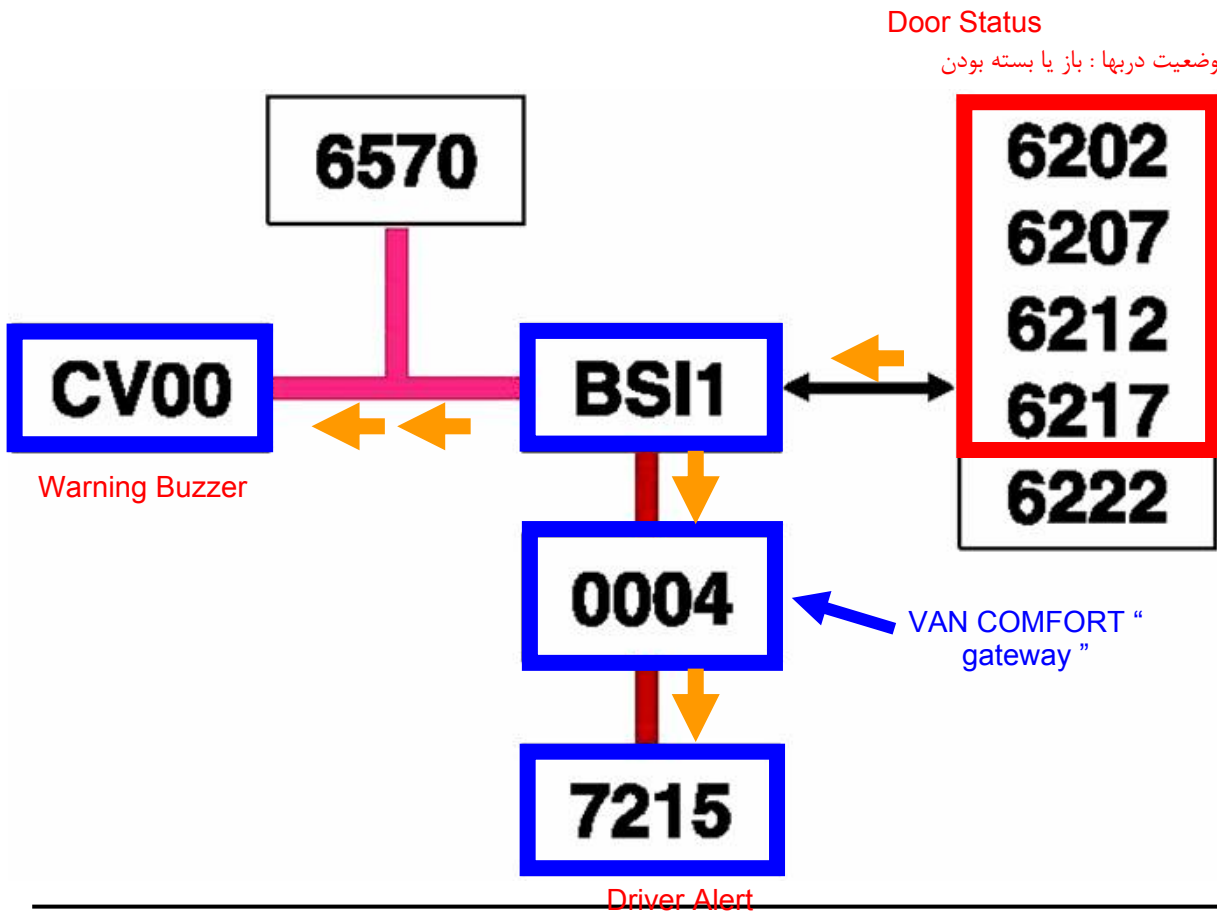 Door Status
وضعیت دربها : باز یا بسته بودن
6570
6202
6207
6212
6217
6222
CV00
BSI1
Warning Buzzer
0004
VAN COMFORT “
gateway ”
7215
Driver Alert